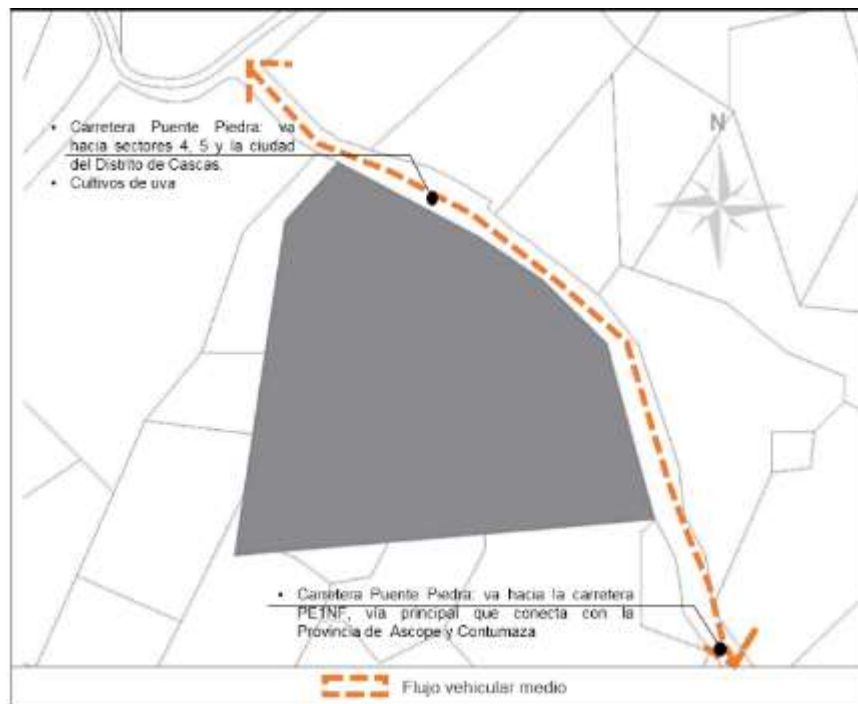 N
• Carretera Puente Piedra: va
hacia sectores 4, 5 y la ciudad
del Distrito de Cascas.
• Cultivos de uva
• Carretera Puente Piedra: va hacia la carretera
PE1NF, vía principal que conecta con la
Provincia de Ascope y Contumaza
Flujo vehicular medio